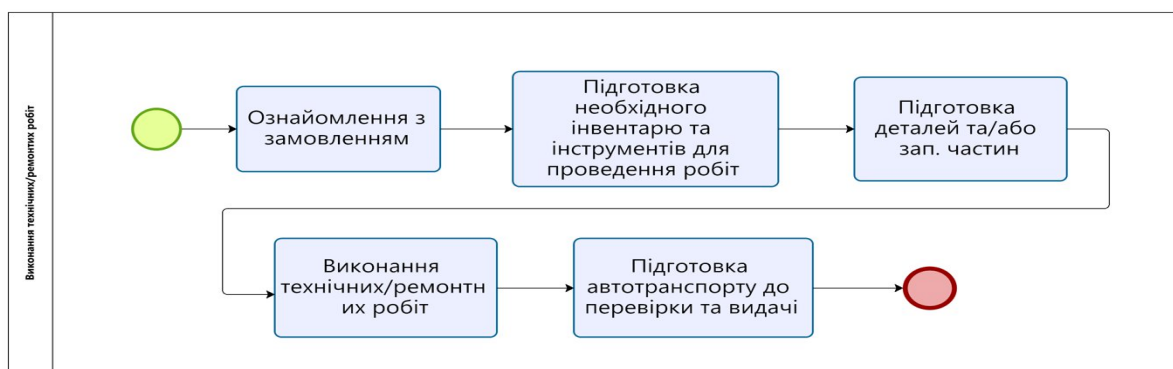 Виконання технічних/ремонтих робіт
Ознайомлення з
замовленням
Підготовка
необхідного
інвентарю та
інструментів для
проведення робіт
Підготовка
деталей та/або
зап. частин
Виконання
технічних/ремонтн
их робіт
Підготовка
автотранспорту до
перевірки та видачі